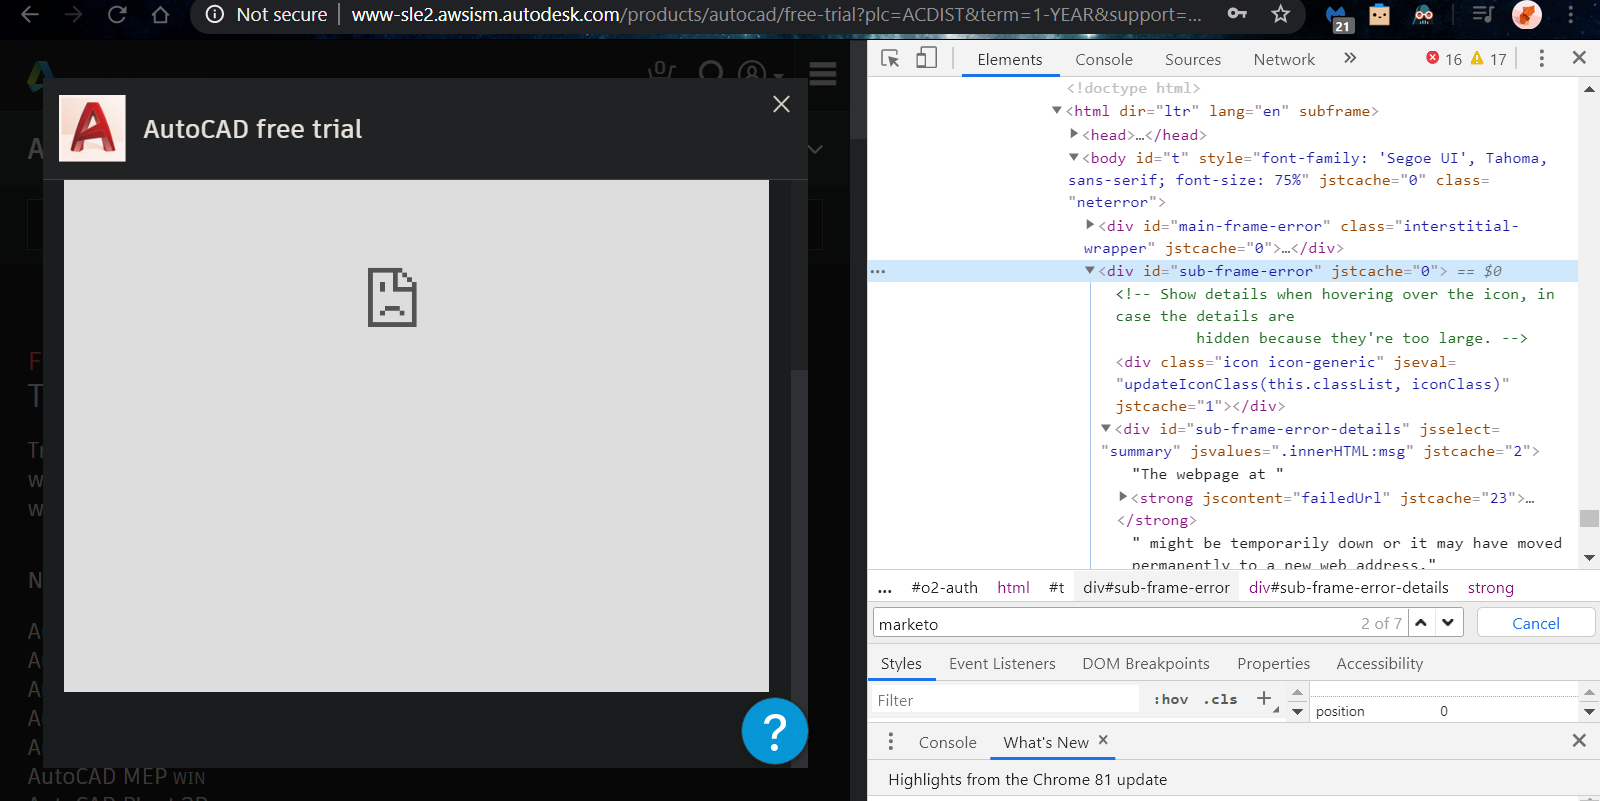 Not secure | www-sle2.awsism.autodesk.com/products/autocad/free-trial?plc=ACDIST&term=1-YEAR&support=...
21
AutoCAD free trial
A
F
T
Tr
w
w
N
A
A
A
A
A
AutoCAD MEP WIN
?
Elements Console Sources Network » 16 17
<!doctype html>
<html dir="ltr" lang="en" subframe>
<head>…</head>
<body id="t" style="font-family: 'Segoe UI', Tahoma,
sans-serif; font-size: 75%" jstcache="0" class=
"neterror">
<div id="main-frame-error" class="interstitial-
wrapper" jstcache="0">…</div>
<div id="sub-frame-error" jstcache="0"> == $0
<!-- Show details when hovering over the icon, in
case the details are
hidden because they're too large. -->
<div class="icon icon-generic" jseval=
"updateIconClass(this.classList, iconClass)"
jstcache="1"></div>
<div id="sub-frame-error-details" jsselect=
"summary" jsvalues=".innerHTML:msg" jstcache="2">
"The webpage at "
<strong jscontent="failedUrl" jstcache="23">…
</strong>
" might be temporarily down or it may have moved
permanently to a new web address."
... #o2-auth html #t div#sub-frame-error div#sub-frame-error-details strong
marketo 2 of 7 Cancel
Styles Event Listeners DOM Breakpoints Properties Accessibility
Filter :hov .cls +
position 0
Console What's New ×
Highlights from the Chrome 81 update